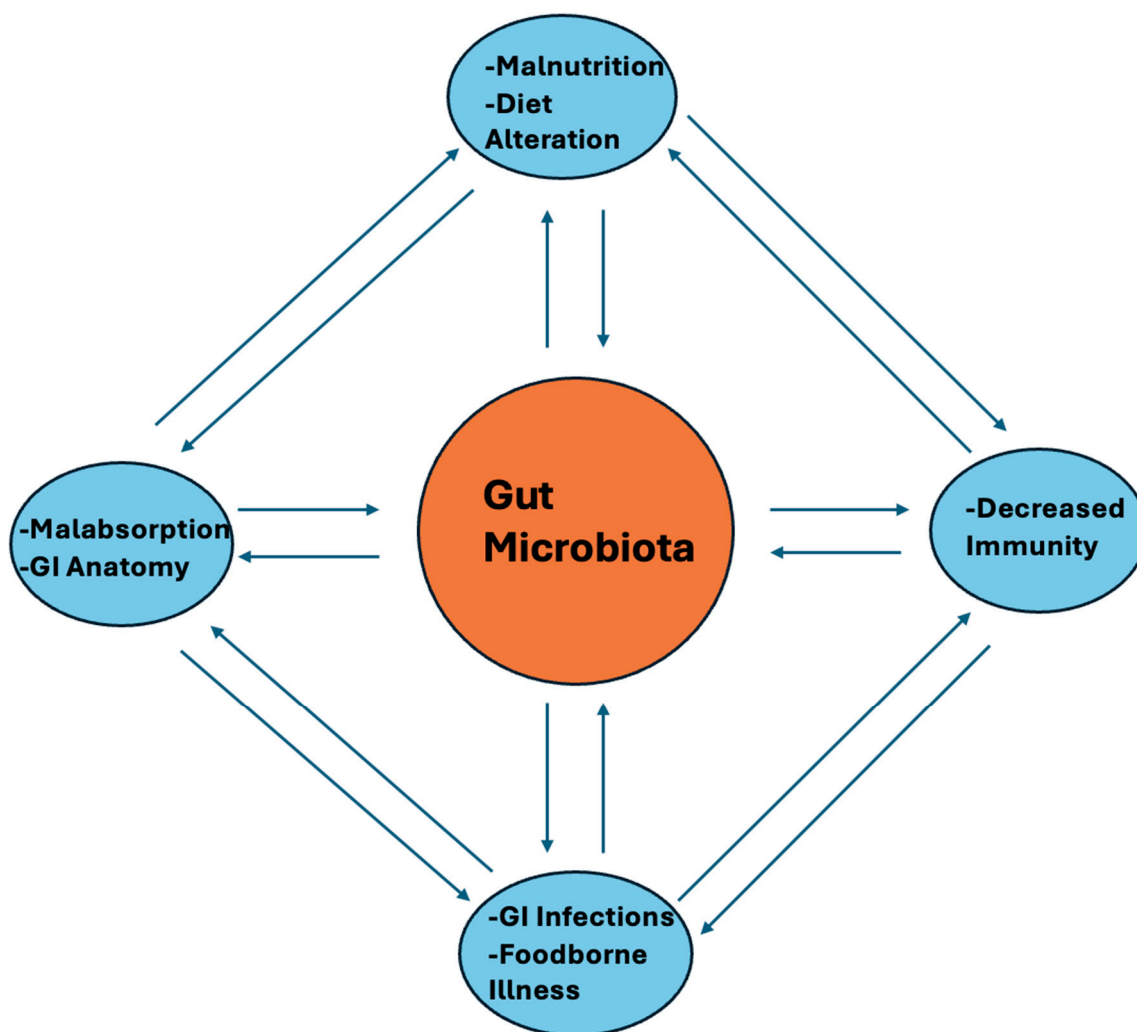 -Malnutrition
-Diet
Alteration
Gut
Microbiota
-Malabsorption
-GI Anatomy
-Decreased
Immunity
-GI Infections
-Foodborne
Illness